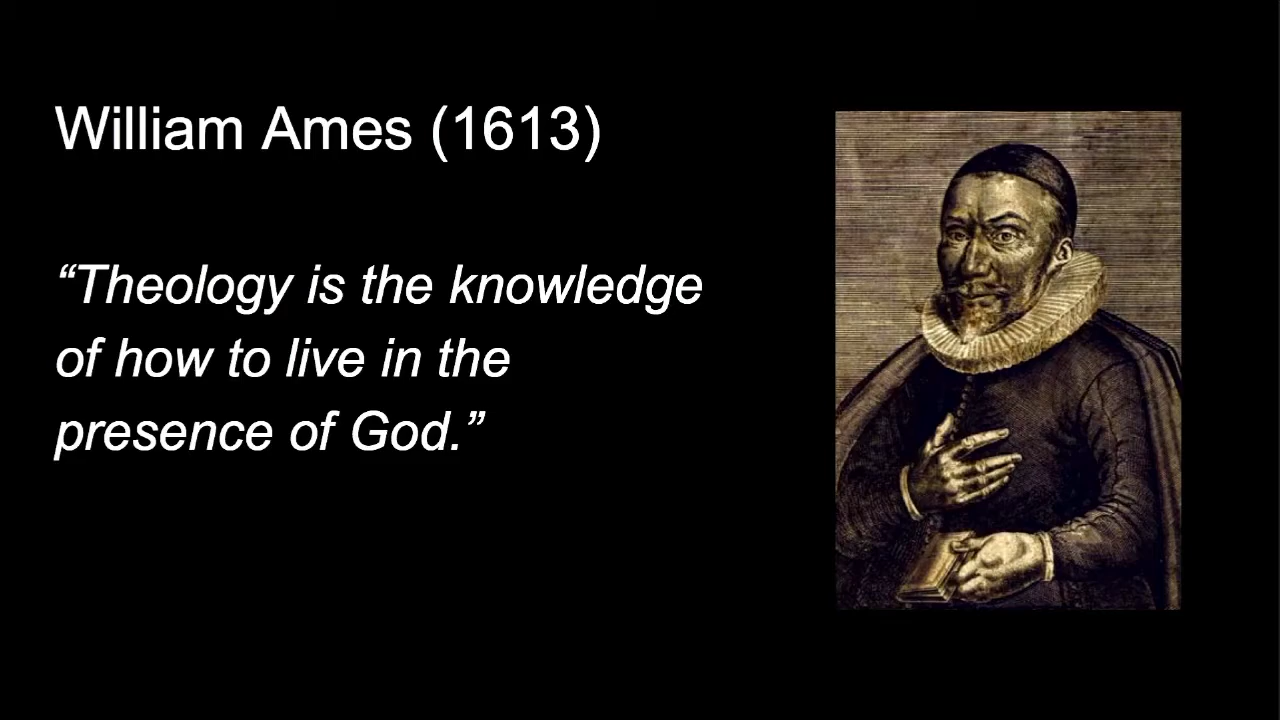 William Ames (1613)
“Theology is the knowledge
of how to live in the
presence of God.”